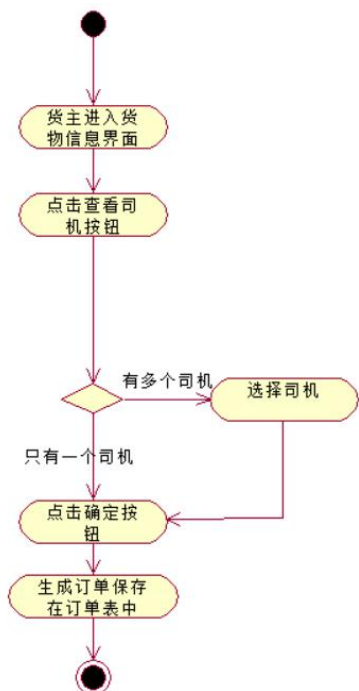 货主进入货
物信息界面
点击查看司
机按钮
有多个司机
选择司机
只有一个司机
点击确定按
钮
生成订单保存
在订单表中